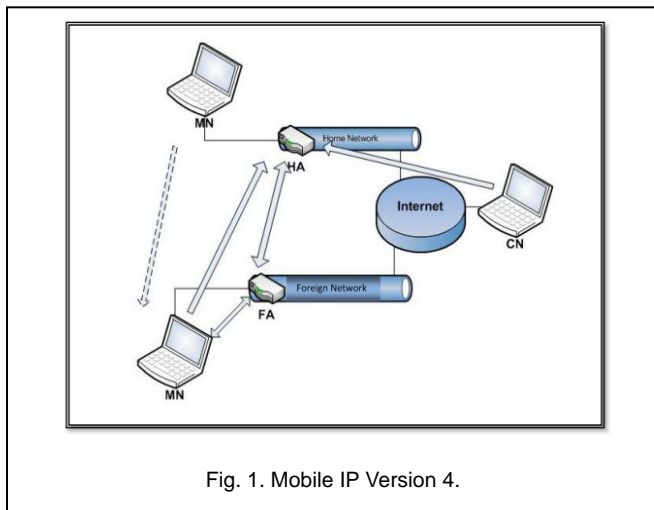 MN
Home Network
HA
Internet
CN
Foreign Network
FA
MN
Fig. 1. Mobile IP Version 4.